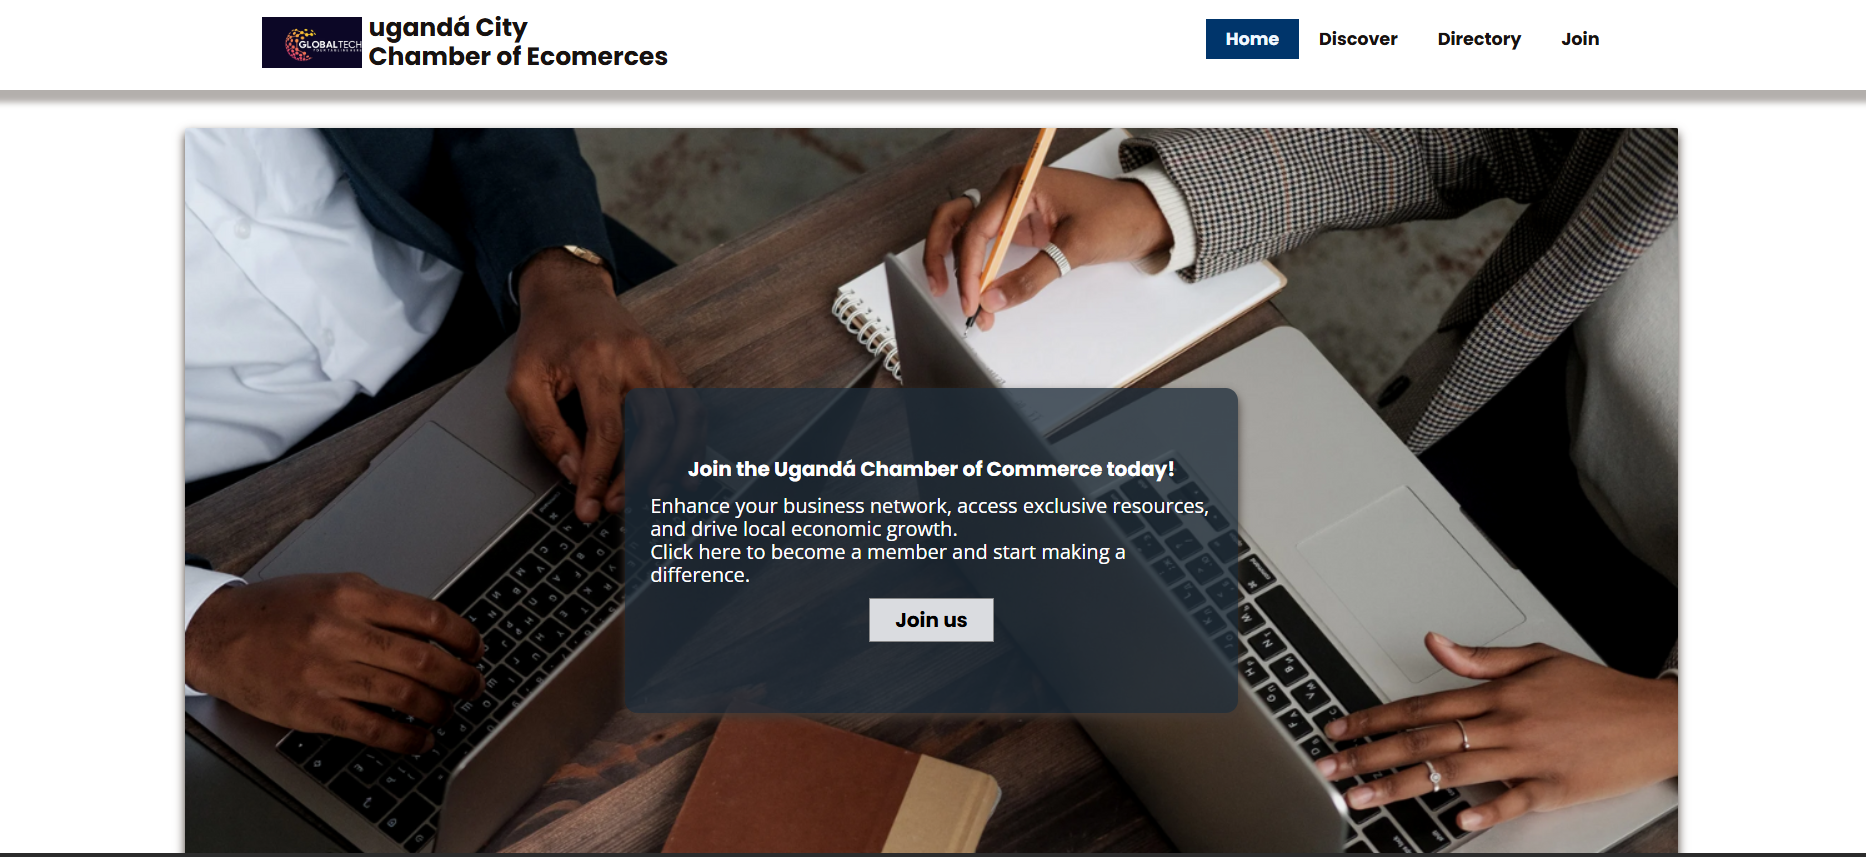 GLOBALTECH
ugandá City
Chamber of Ecomerces
Home
Discover
Directory
Join
Join the Ugandá Chamber of Commerce today!
Enhance your business network, access exclusive resources,
and drive local economic growth.
Click here to become a member and start making a
difference.
Join us